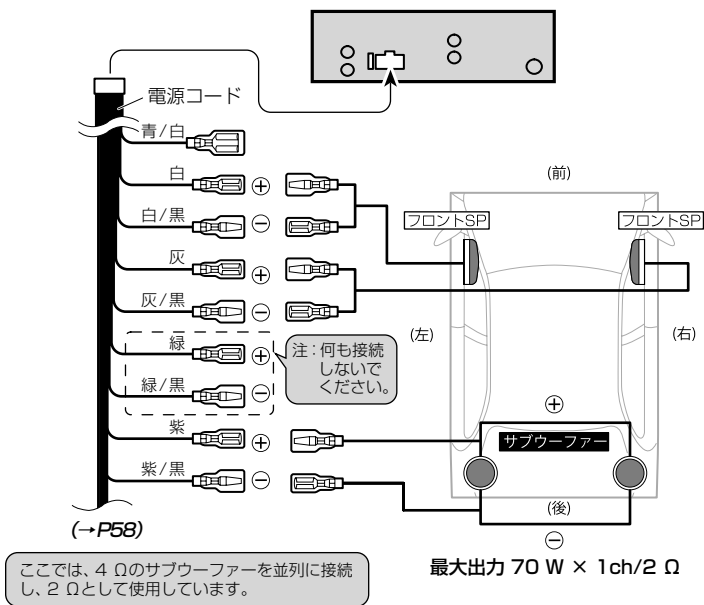 電源コード
青/白
白
⊕
白/黒
⊖
灰
⊕
灰/黒
⊖
緑
⊕
緑/黒
⊖
注：何も接続
しないで
ください。
紫
⊕
紫/黒
⊖
(→P58)
(前)
フロントSP
フロントSP
(左)
(右)
⊕
サブウーファー
(後)
⊖
最大出力 70 W × 1ch/2 Ω
ここでは、4 Ωのサブウーファーを並列に接続
し、2 Ωとして使用しています。